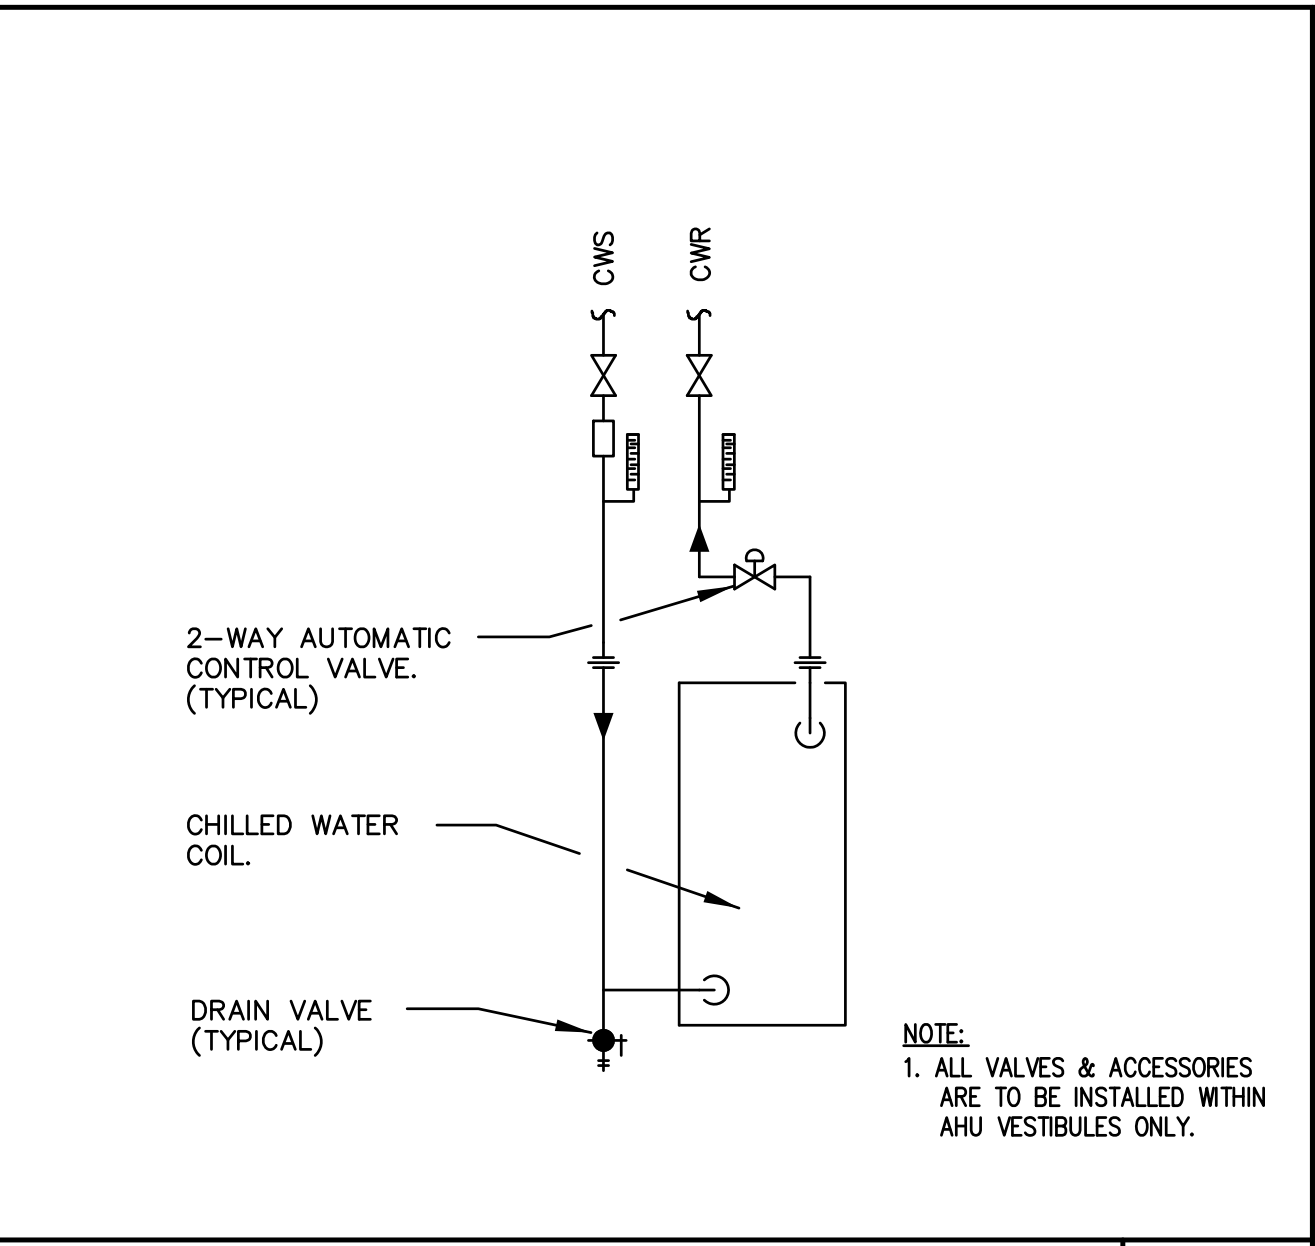 CWS
CWR
2-WAY AUTOMATIC
CONTROL VALVE.
(TYPICAL)
CHILLED WATER
COIL.
DRAIN VALVE
(TYPICAL)
NOTE:
1. ALL VALVES & ACCESSORIES
ARE TO BE INSTALLED WITHIN
AHU VESTIBULES ONLY.